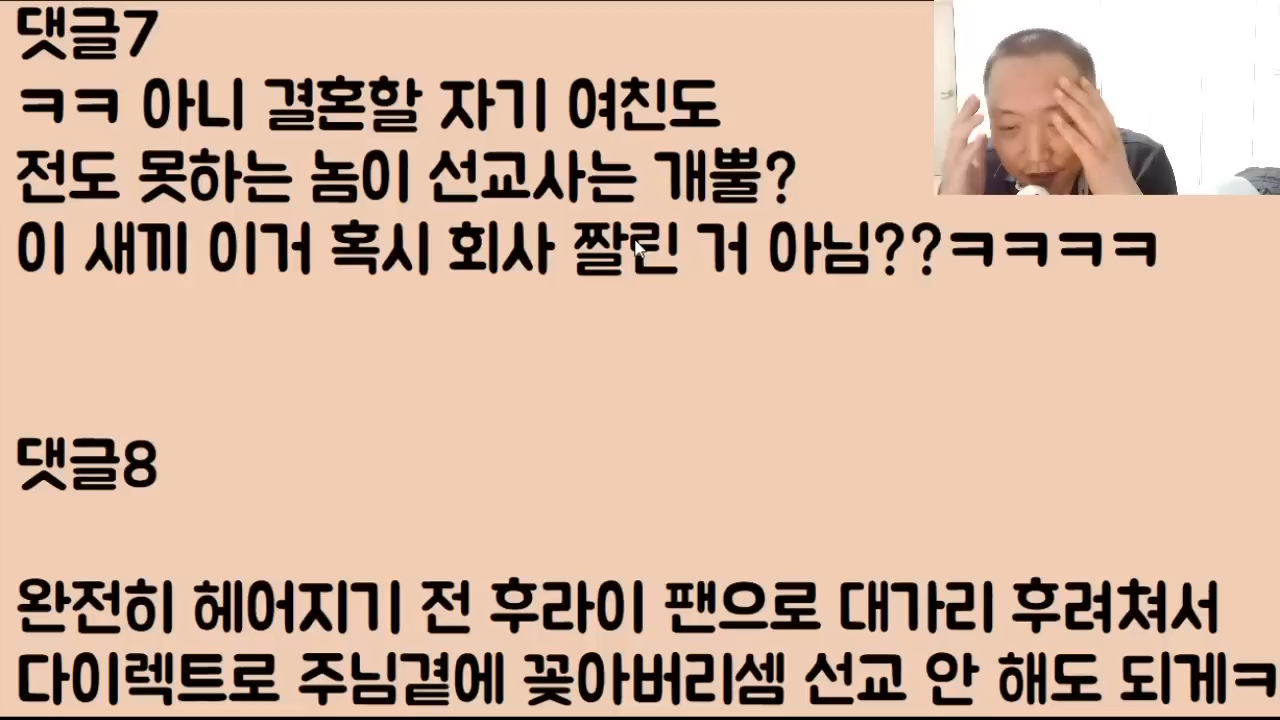 댓글7
ㅋㅋ 아니 결혼할 자기 여친도
전도 못하는 놈이 선교사는 개뿔?
이 새끼 이거 혹시 회사 짤린 거 아님??ㅋㅋㅋㅋ
댓글8
완전히 헤어지기 전 후라이 팬으로 대가리 후려쳐서
다이렉트로 주님곁에 꽂아버리셈 선교 안 해도 되게ㅋ